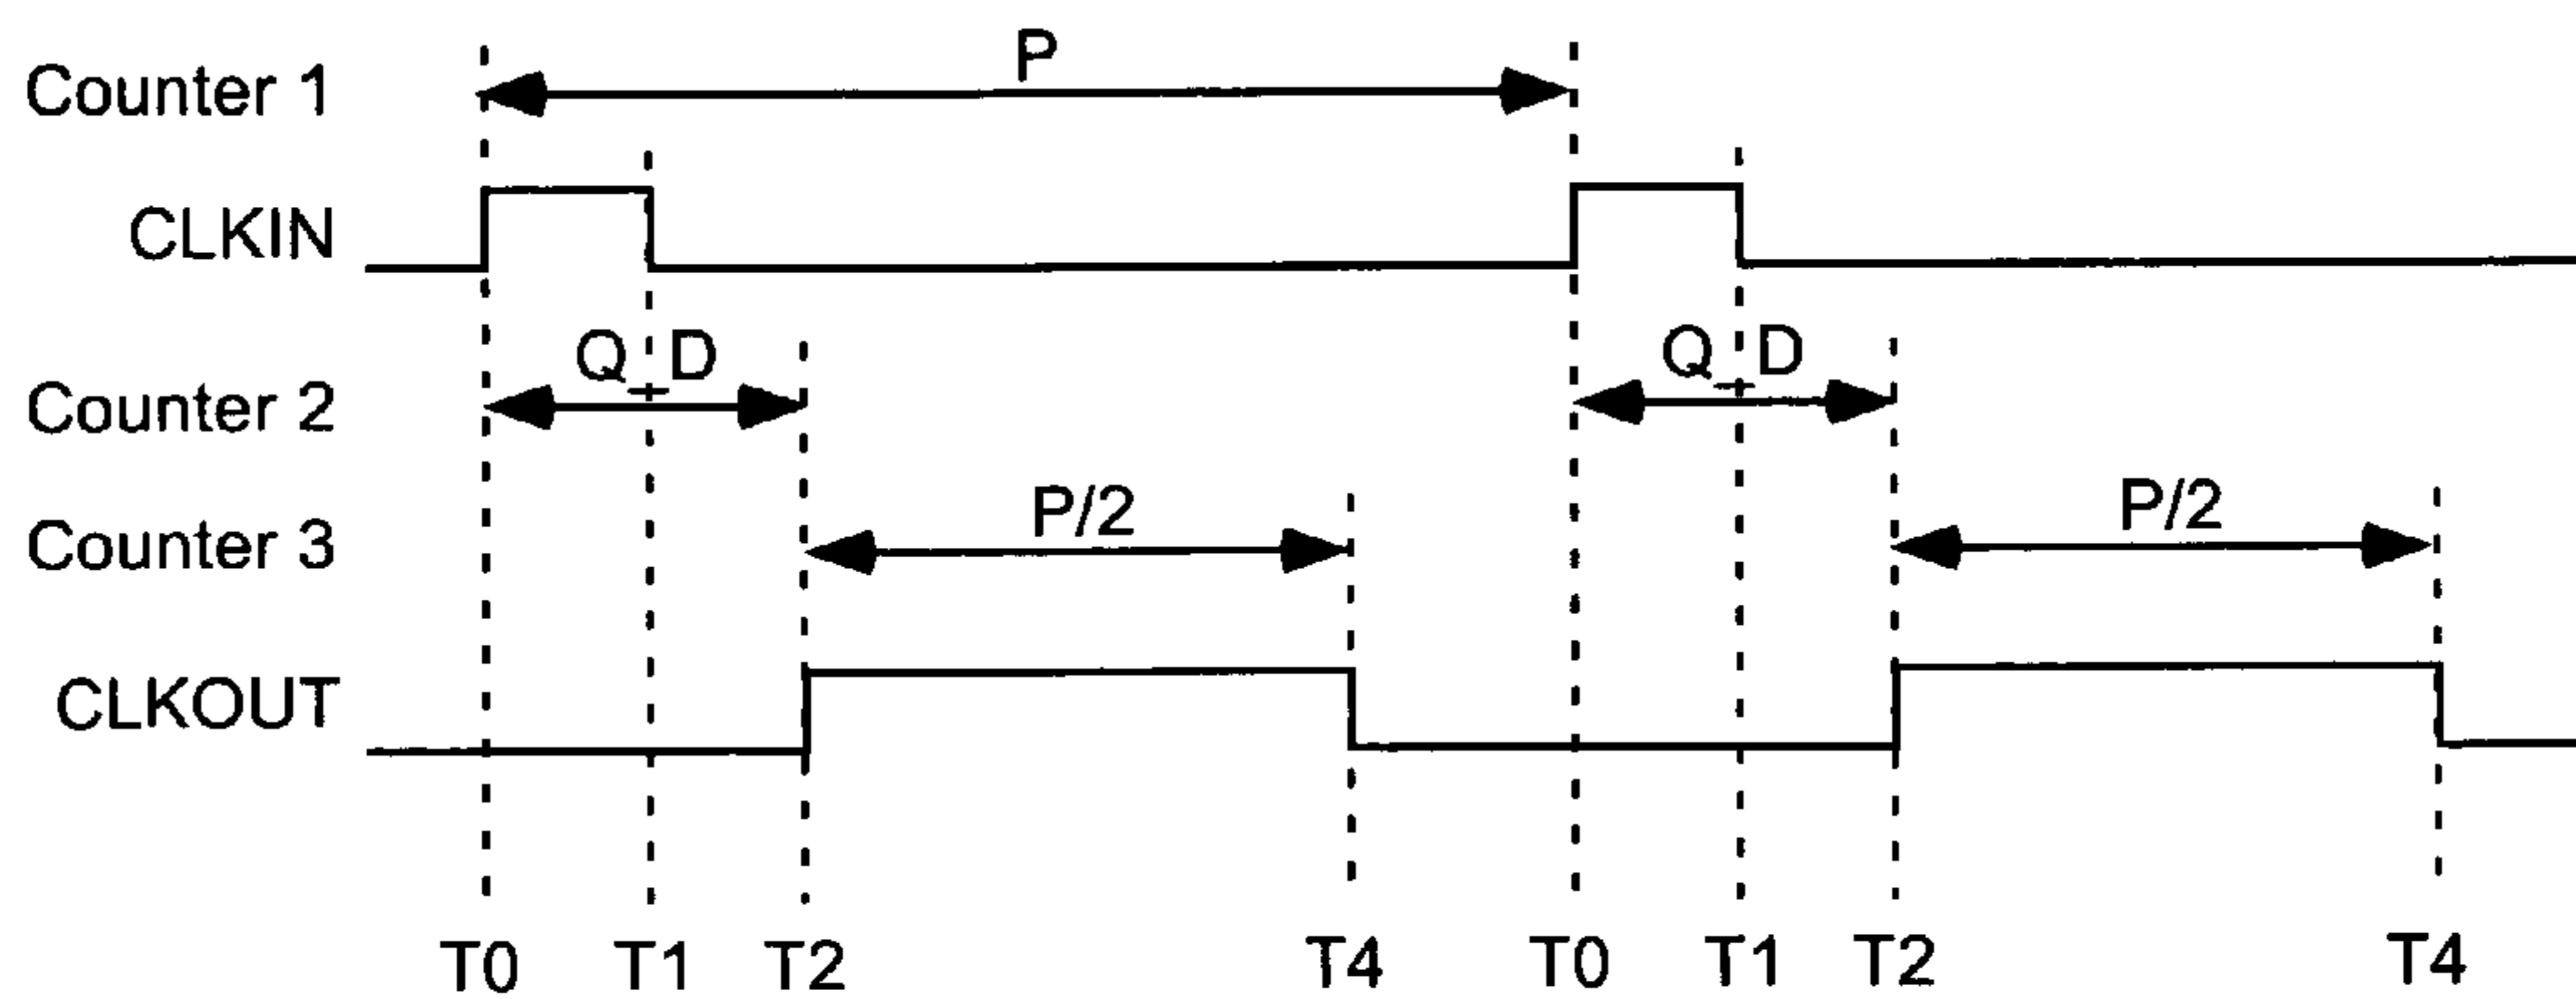 Counter 1
P
CLKIN
Counter 2
Q_D
Q_D
Counter 3
P/2
P/2
CLKOUT
T0 T1 T2 T4 T0 T1 T2 T4